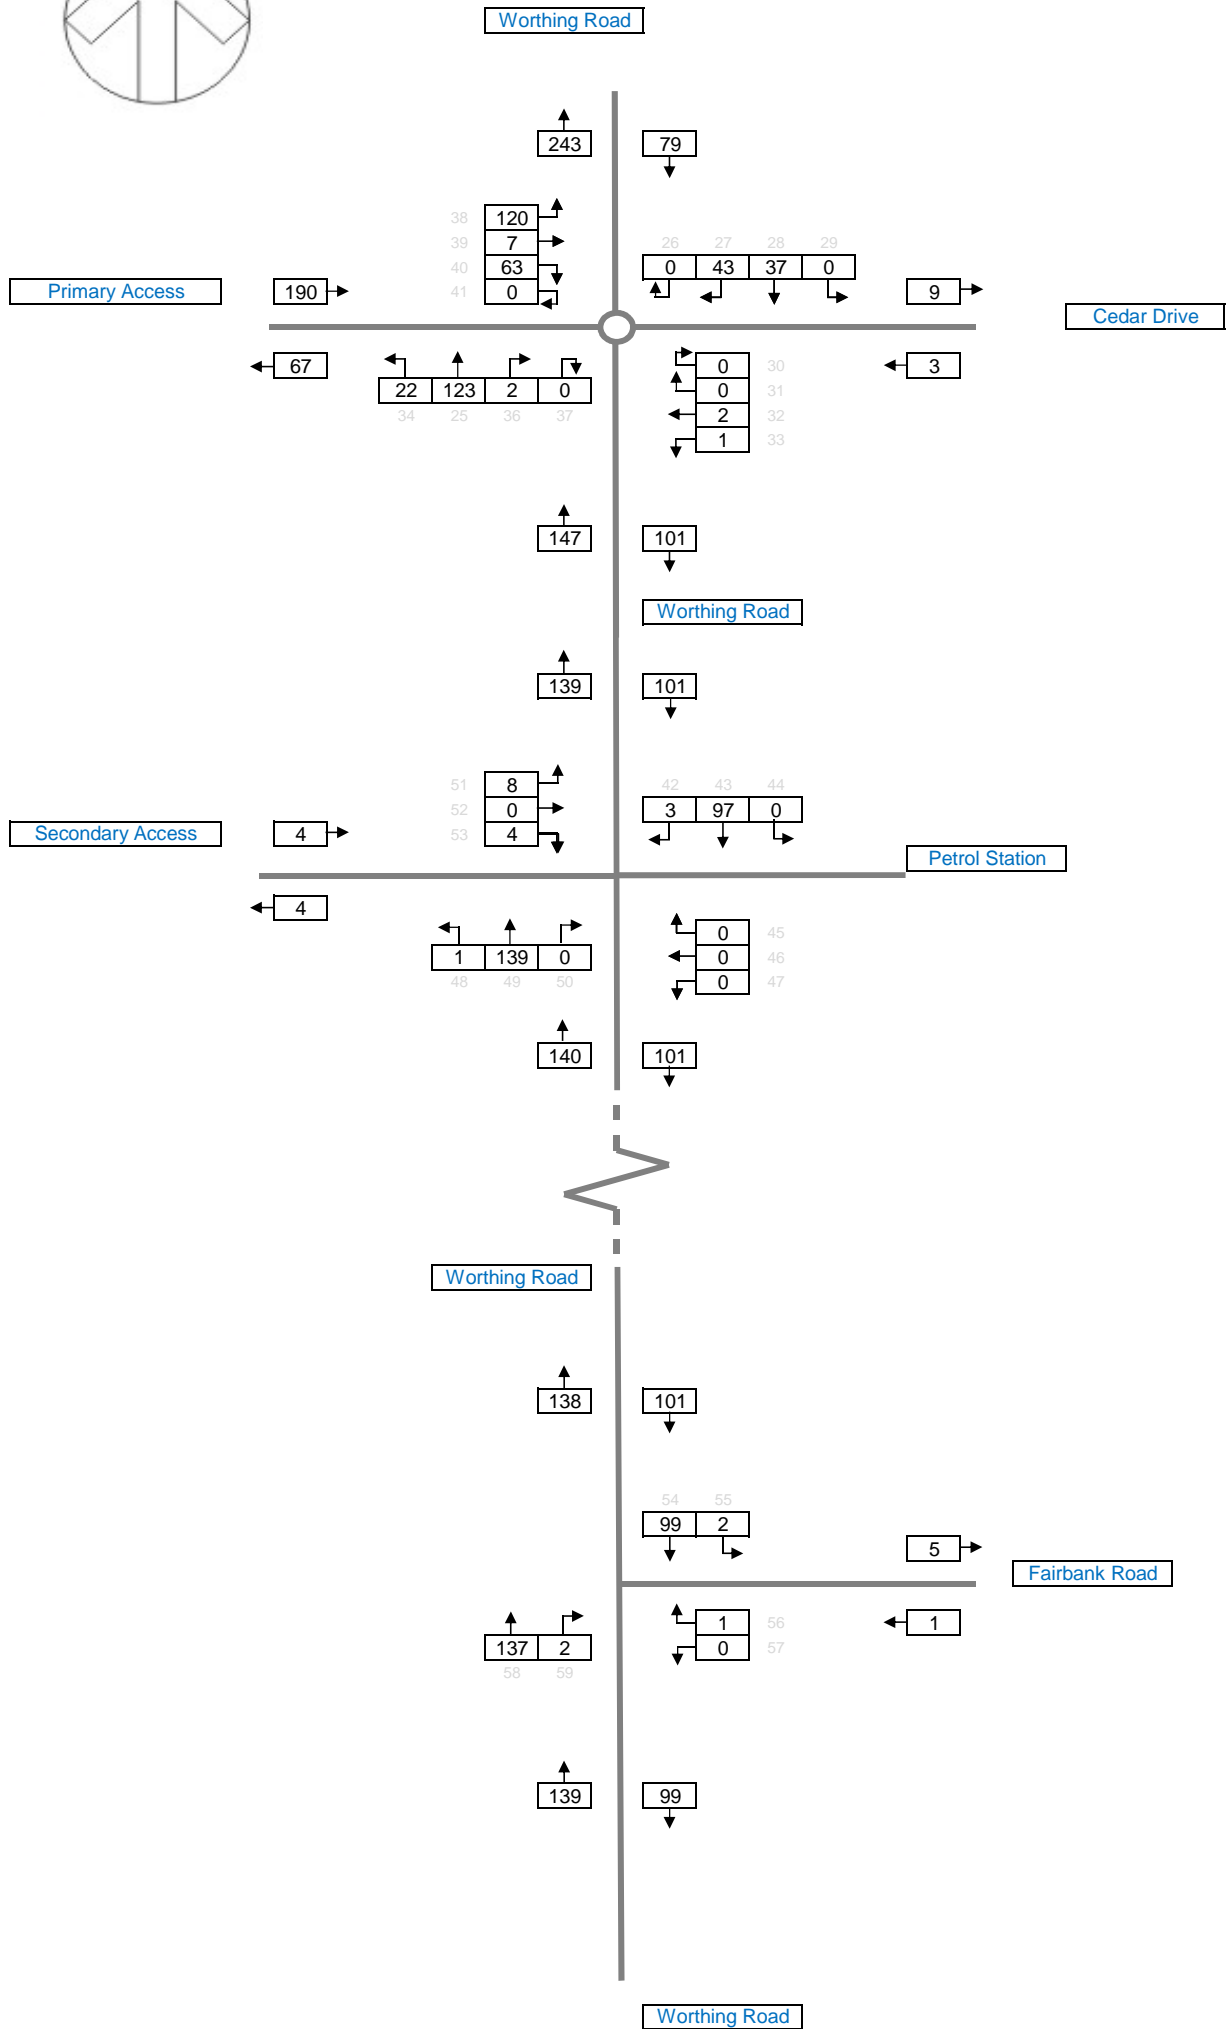 Worthing Road
243 79
38 120
39 7
26 27 28 29
40 63
0 43 37 0
Primary Access 190
41 0
9
Cedar Drive
67
22 123 2 0
34 25 36 37
0 30
0 31
2 32
1 33
3
147 101
Worthing Road
139 101
51 8
52 0
53 4
42 43 44
3 97 0
Secondary Access 4
Petrol Station
4
1 139 0
48 49 50
0 45
0 46
0 47
140 101
Worthing Road
138 101
54 55
99 2
5
Fairbank Road
137 2
58 59
1 56
0 57
1
139 99
Worthing Road